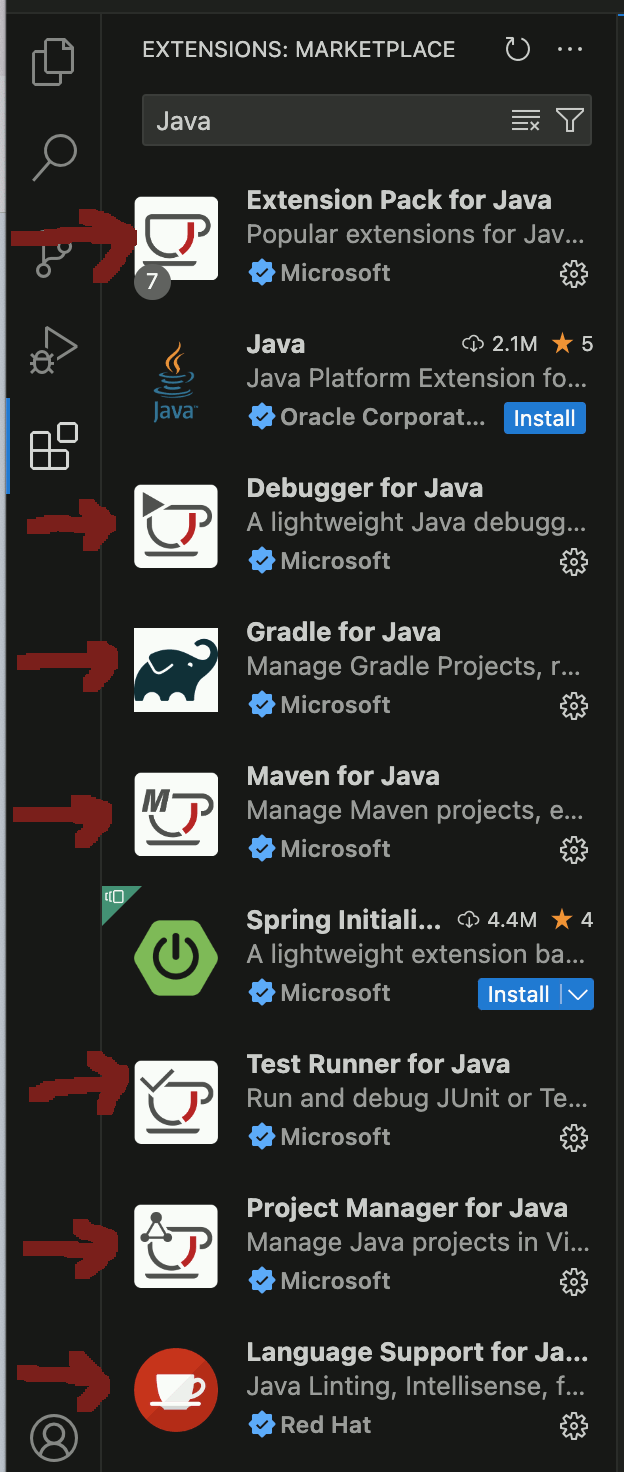 EXTENSIONS: MARKETPLACE
Java
Extension Pack for Java
Popular extensions for Jav...
Microsoft
7
Java 2.1M 5
Java Platform Extension fo...
Oracle Corporat... Install
Java
Debugger for Java
A lightweight Java debugg...
Microsoft
Gradle for Java
Manage Gradle Projects, r...
Microsoft
M
Maven for Java
Manage Maven projects, e...
Microsoft
Spring Initiali... 4.4M 4
A lightweight extension ba...
Microsoft Install
Test Runner for Java
Run and debug JUnit or Te...
Microsoft
Project Manager for Java
Manage Java projects in Vi...
Microsoft
Language Support for Ja...
Java Linting, Intellisense, f...
Red Hat